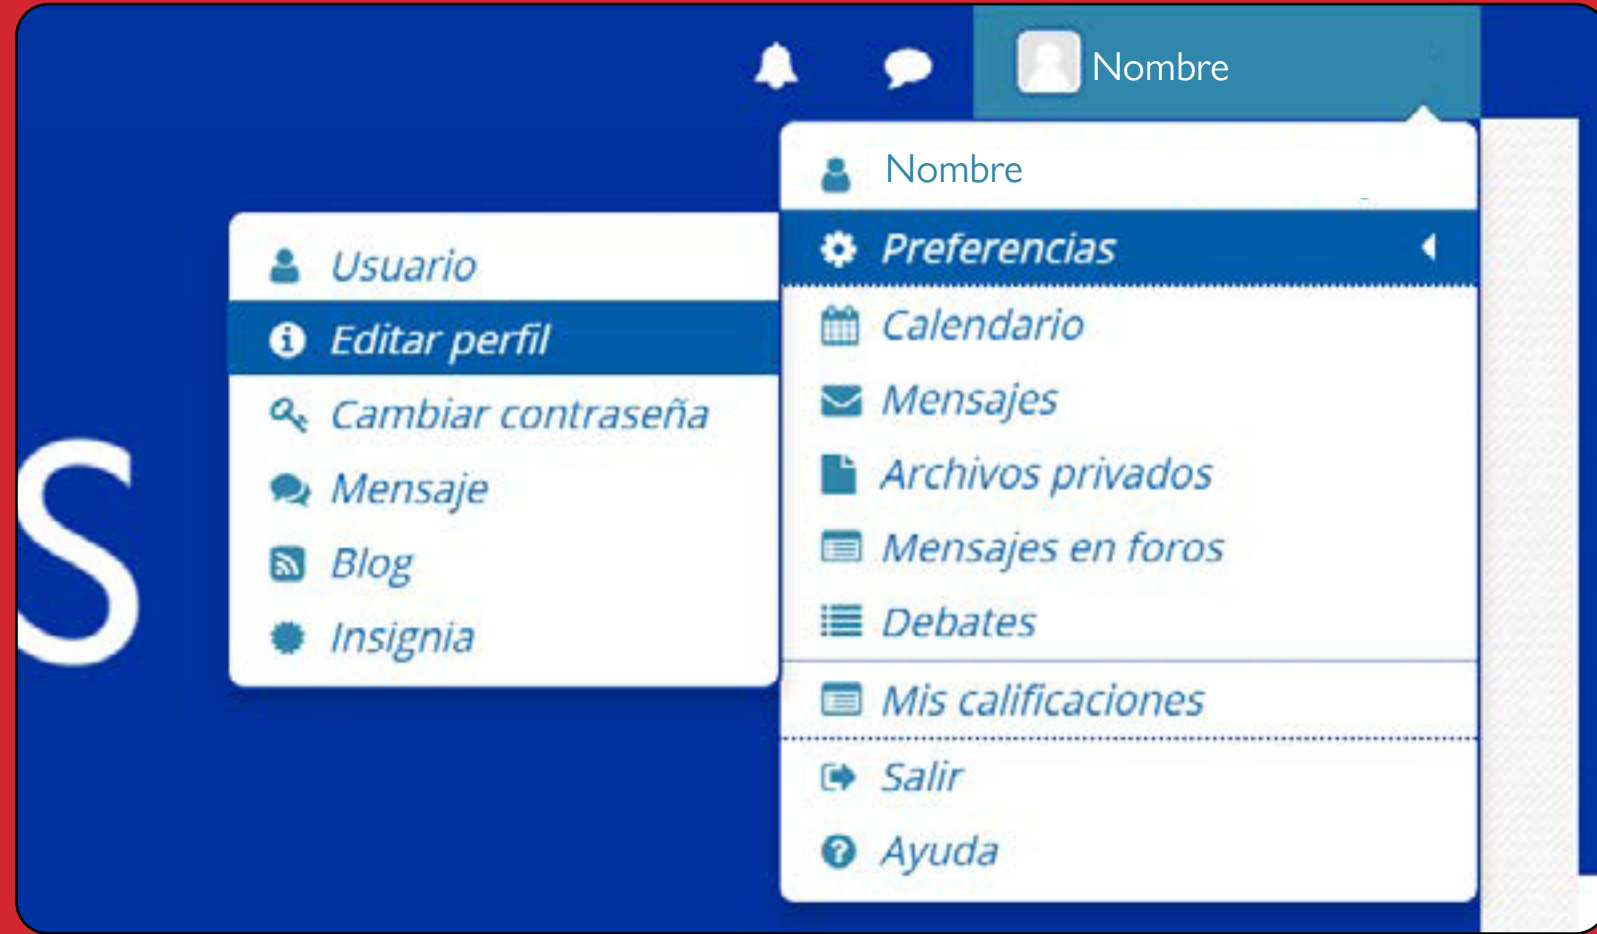 Nombre
Nombre
Preferencias
Calendario
Mensajes
Archivos privados
Mensajes en foros
Debates
Mis calificaciones
Salir
Ayuda
Usuario
Editar perfil
Cambiar contraseña
Mensaje
Blog
Insignia
S